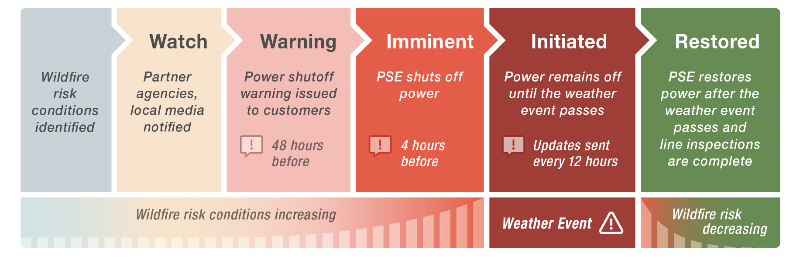 Wildfire
risk
conditions
identified
Watch
Partner
agencies,
local media
notified
Warning
Power shutoff
warning issued
to customers
! 48 hours
before
Imminent
PSE shuts off
power
! 4 hours
before
Initiated
Power remains off
until the weather
event passes
! Updates sent
every 12 hours
Restored
PSE restores
power after the
weather event
passes and
line inspections
are complete
Wildfire risk conditions increasing
Weather Event !
Wildfire risk
decreasing